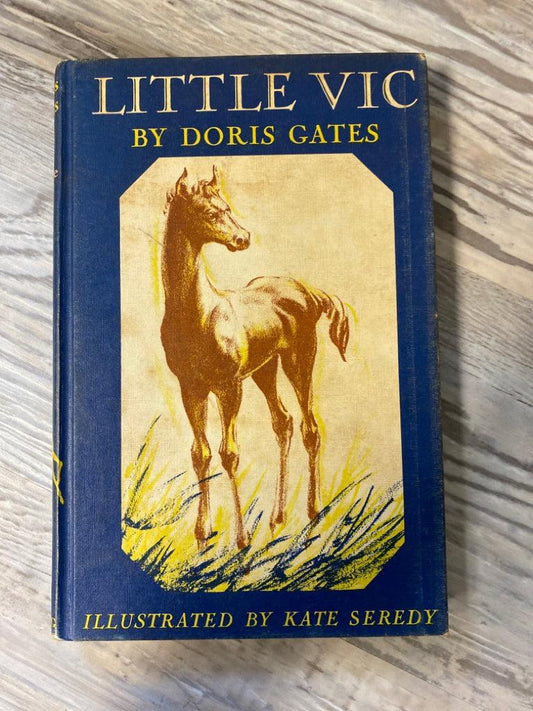 LITTLE VIC
BY DORIS GATES
ILLUSTRATED BY KATE SEREDY